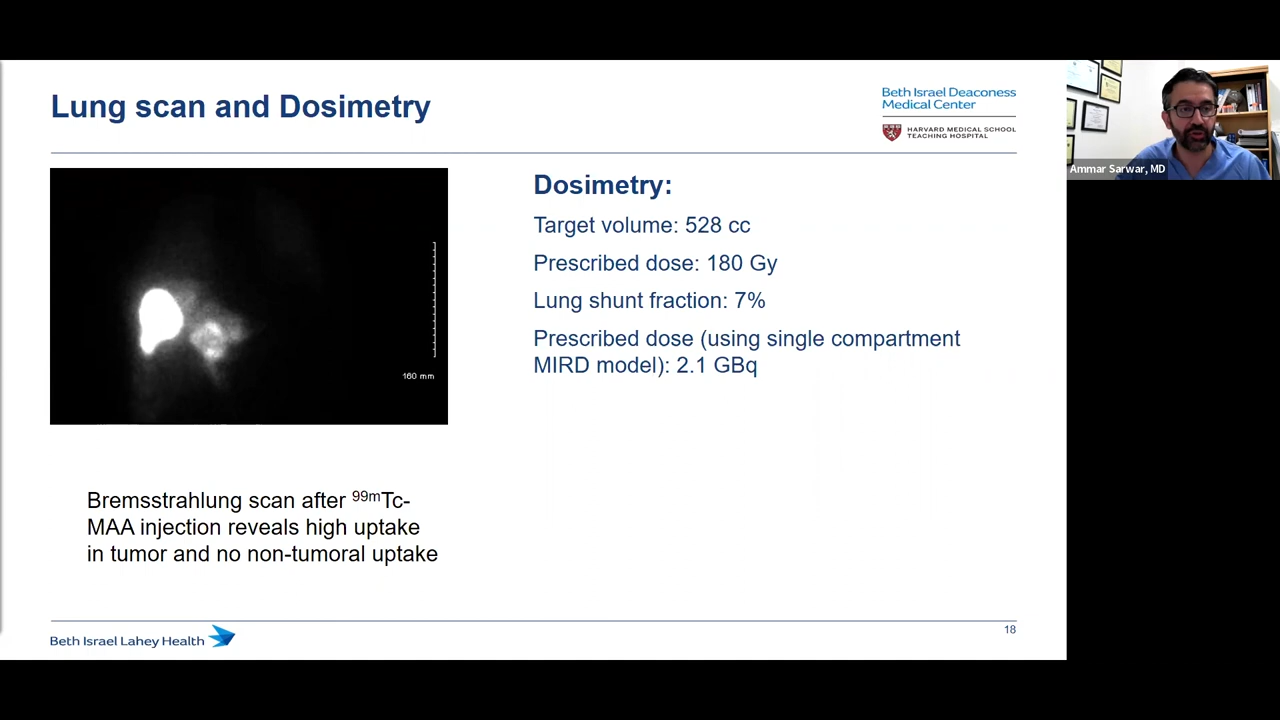 Lung scan and Dosimetry
Beth Israel Deaconess
Medical Center
HARVARD MEDICAL SCHOOL
TEACHING HOSPITAL
Ammar Sarwar, MD
160 mm
Dosimetry:
Target volume: 528 cc
Prescribed dose: 180 Gy
Lung shunt fraction: 7%
Prescribed dose (using single compartment
MIRD model): 2.1 GBq
Bremsstrahlung scan after 99mTc-
MAA injection reveals high uptake
in tumor and no non-tumoral uptake
Beth Israel Lahey Health
18